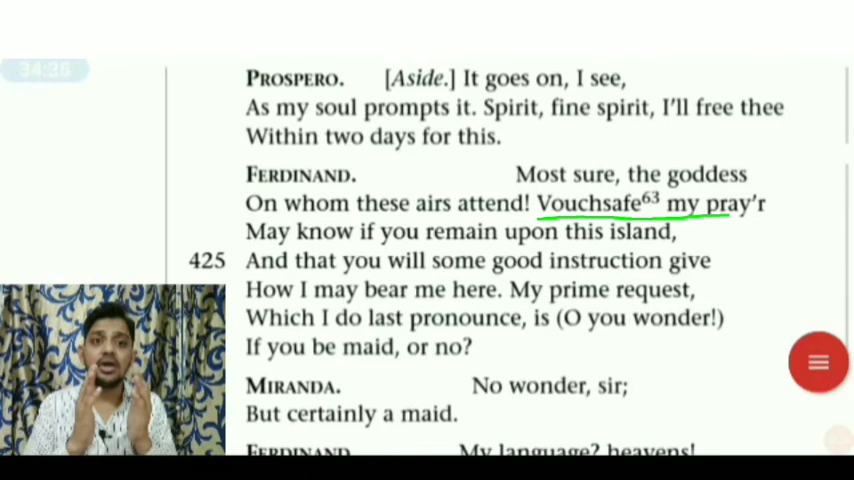 34:26
PROSPERO. [Aside.] It goes on, I see,
As my soul prompts it. Spirit, fine spirit, I'll free thee
Within two days for this.
FERDINAND. Most sure, the goddess
On whom these airs attend! Vouchsafe63 my pray'r
May know if you remain upon this island,
425 And that you will some good instruction give
How I may bear me here. My prime request,
Which I do last pronounce, is (O you wonder!)
If you be maid, or no?
MIRANDA. No wonder, sir;
But certainly a maid.
FERDINAND. My language? heavens!